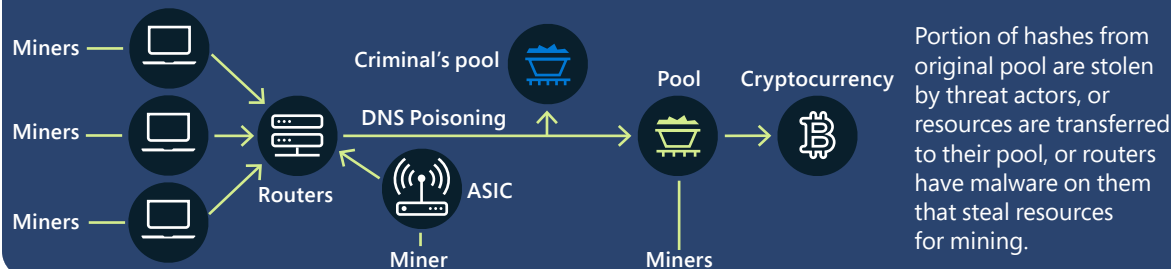 Miners
Miners
Miners
Routers
DNS Poisoning
Criminal's pool
ASIC
Miner
Pool
Miners
Cryptocurrency
Portion of hashes from
original pool are stolen
by threat actors, or
resources are transferred
to their pool, or routers
have malware on them
that steal resources
for mining.